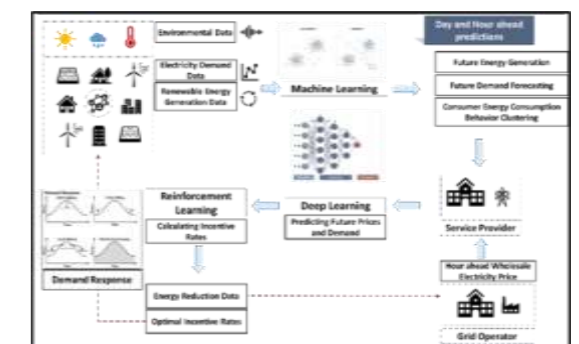 Environmental Data
Electricity Demand
Data
Renewable Energy
Generation Data
Machine Learning
Day and Hour ahead
predictions
Future Energy Generation
Future Demand Forecasting
Consumer Energy Consumption
Behavior Clustering
Service Provider
Hour ahead Wholesale
Electricity Price
Grid Operator
Deep Learning
Predicting Future Prices
and Demand
Reinforcement
Learning
Calculating Incentive
Rates
Demand Response
Energy Reduction Data
Optimal Incentive Rates